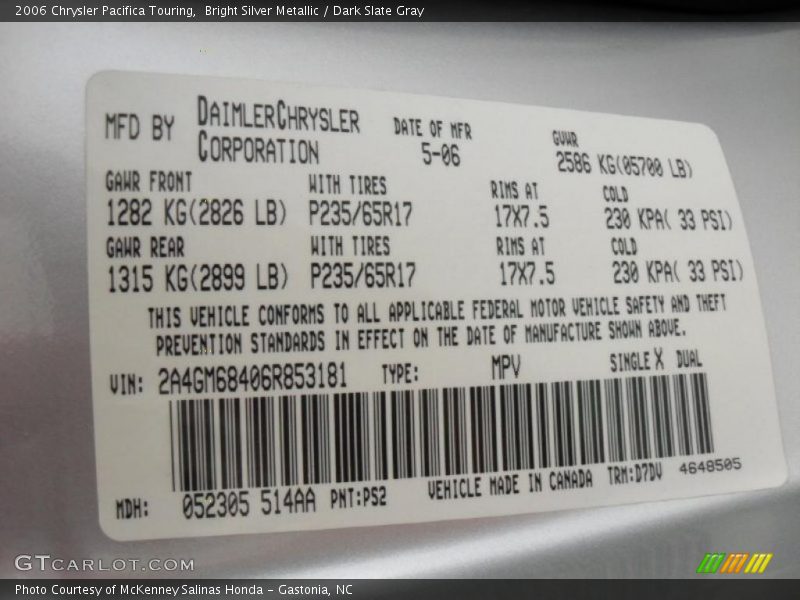 2006 Chrysler Pacifica Touring,  Bright Silver Metallic / Dark Slate Gray
MFD BY DAIMLERCHRYSLER CORPORATION DATE OF MFR 5-06 GVWR 2586 KG(05700 LB)
GAWR FRONT WITH TIRES RIMS AT COLD
1282 KG(2826 LB) P235/65R17 17X7.5 230 KPA( 33 PSI)
GAWR REAR WITH TIRES RIMS AT COLD
1315 KG(2899 LB) P235/65R17 17X7.5 230 KPA( 33 PSI)
THIS VEHICLE CONFORMS TO ALL APPLICABLE FEDERAL MOTOR VEHICLE SAFETY AND THEFT
PREVENTION STANDARDS IN EFFECT ON THE DATE OF MANUFACTURE SHOWN ABOVE.
VIN: 2A4GM68406R853181 TYPE: MPV SINGLE X DUAL
MDH: 052305 514AA PNT:PS2 VEHICLE MADE IN CANADA TRM:D7DV 4648505
GTCARLOT.COM
Photo Courtesy of McKenney Salinas Honda - Gastonia, NC